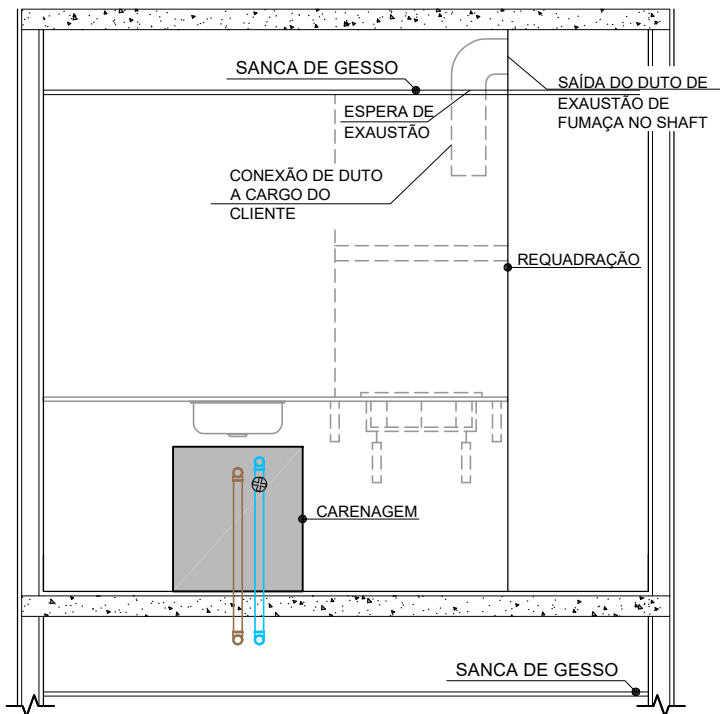 SANCA DE GESSO
SAÍDA DO DUTO DE
EXAUSTÃO DE
FUMAÇA NO SHAFT
ESPERA DE
EXAUSTÃO
CONEXÃO DE DUTO
A CARGO DO
CLIENTE
REQUADRAÇÃO
CARENAGEM
SANCA DE GESSO